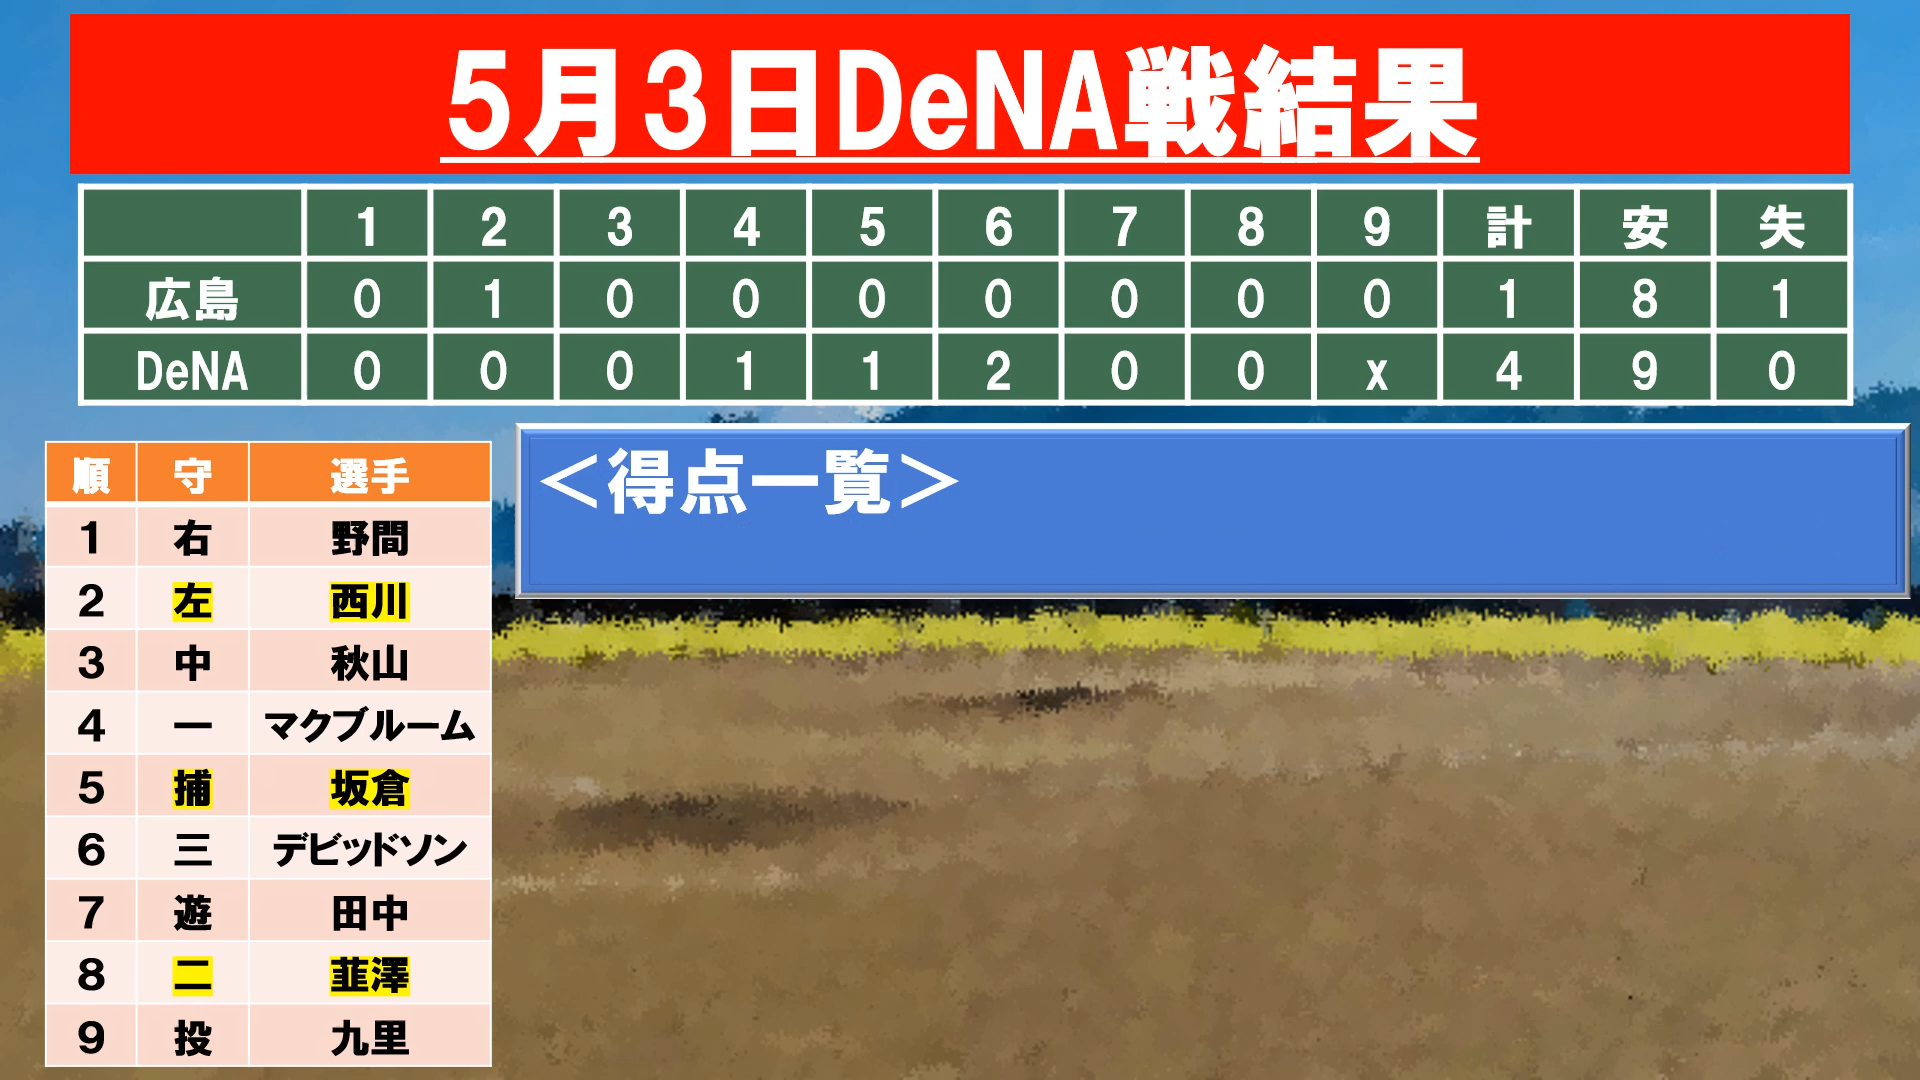 5月3日DeNA戦結果
1 2 3 4 5 6 7 8 9 計 安 失
広島 0 1 0 0 0 0 0 0 0 1 8 1
DeNA 0 0 0 1 1 2 0 0 x 4 9 0
＜得点一覧＞
順 守 選手
1 右 野間
2 左 西川
3 中 秋山
4 一 マクブルーム
5 捕 坂倉
6 三 デビッドソン
7 遊 田中
8 二 韮澤
9 投 九里